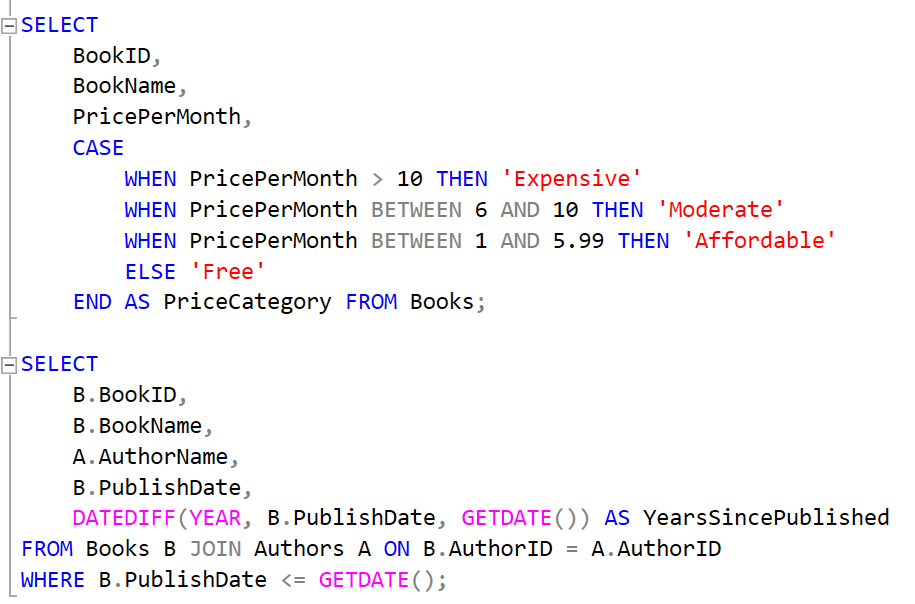 SELECT
    BookID,
    BookName,
    PricePerMonth,
    CASE
        WHEN PricePerMonth > 10 THEN 'Expensive'
        WHEN PricePerMonth BETWEEN 6 AND 10 THEN 'Moderate'
        WHEN PricePerMonth BETWEEN 1 AND 5.99 THEN 'Affordable'
        ELSE 'Free'
    END AS PriceCategory FROM Books;

SELECT
    B.BookID,
    B.BookName,
    A.AuthorName,
    B.PublishDate,
    DATEDIFF(YEAR, B.PublishDate, GETDATE()) AS YearsSincePublished
FROM Books B JOIN Authors A ON B.AuthorID = A.AuthorID
WHERE B.PublishDate <= GETDATE();